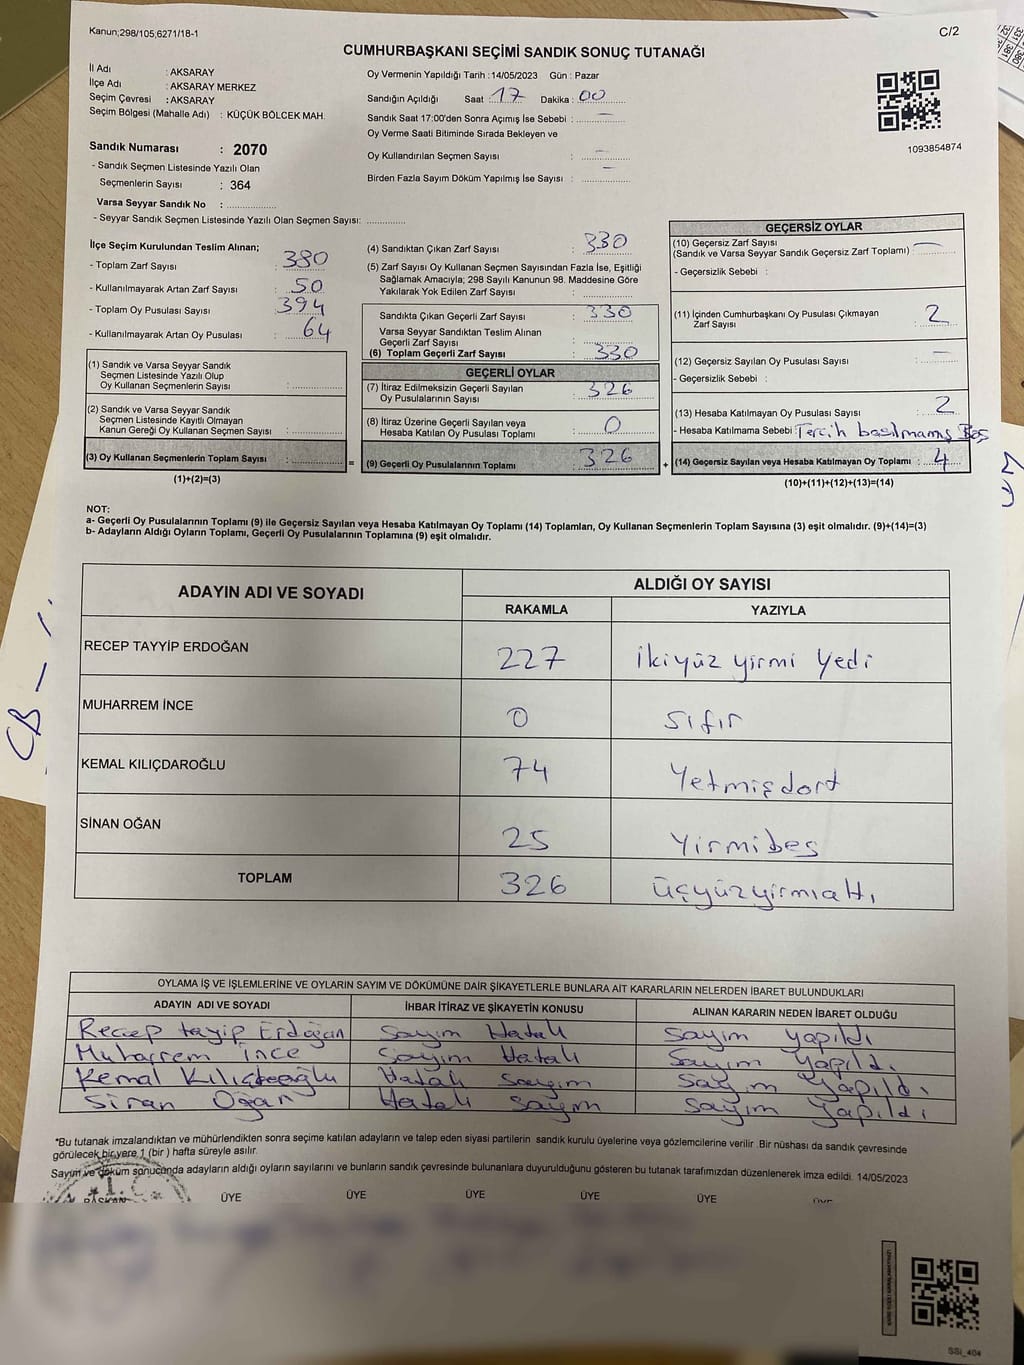 Kanun;298/105,6271/18-1
C/2
CUMHURBAŞKANI SEÇİMİ SANDIK SONUÇ TUTANAĞI
İl Adı : AKSARAY
İlçe Adı : AKSARAY MERKEZ
Seçim Çevresi : AKSARAY
Seçim Bölgesi (Mahalle Adı) : KÜÇÜK BÖLCEK MAH.
Sandık Numarası : 2070
- Sandık Seçmen Listesinde Yazılı Olan
Seçmenlerin Sayısı : 364
Varsa Seyyar Sandık No :
- Seyyar Sandık Seçmen Listesinde Yazılı Olan Seçmen Sayısı:
Oy Vermenin Yapıldığı Tarih : 14/05/2023 Gün : Pazar
Sandığın Açıldığı Saat 17 Dakika : 00
Sandık Saat 17:00'den Sonra Açımış İse Sebebi : —
Oy Verme Saati Bitiminde Sırada Bekleyen ve
Oy Kullandırılan Seçmen Sayısı : —
Birden Fazla Sayım Döküm Yapılmış İse Sayısı : —
1093854874
İlçe Seçim Kurulundan Teslim Alınan;
- Toplam Zarf Sayısı : 380
- Kullanılmayarak Artan Zarf Sayısı : 50
- Toplam Oy Pusulası Sayısı : 394
- Kullanılmayarak Artan Oy Pusulası : 64
(1) Sandık ve Varsa Seyyar Sandık
Seçmen Listesinde Yazılı Olup
Oy Kullanan Seçmenlerin Sayısı :
(2) Sandık ve Varsa Seyyar Sandık
Seçmen Listesinde Kayıtlı Olmayan
Kanun Gereği Oy Kullanan Seçmen Sayısı :
(3) Oy Kullanan Seçmenlerin Toplam Sayısı : =
(1)+(2)=(3)
(4) Sandıktan Çıkan Zarf Sayısı : 330
(5) Zarf Sayısı Oy Kullanan Seçmen Sayısından Fazla İse, Eşitliği
Sağlamak Amacıyla; 298 Sayılı Kanunun 98. Maddesine Göre
Yakılarak Yok Edilen Zarf Sayısı :
Sandıkta Çıkan Geçerli Zarf Sayısı : 330
Varsa Seyyar Sandıktan Teslim Alınan
Geçerli Zarf Sayısı :
(6) Toplam Geçerli Zarf Sayısı : 330
GEÇERLİ OYLAR
(7) İtiraz Edilmeksizin Geçerli Sayılan
Oy Pusulalarının Sayısı : 326
(8) İtiraz Üzerine Geçerli Sayılan veya
Hesaba Katılan Oy Pusulası Toplamı : 0
(9) Geçerli Oy Pusulalarının Toplamı : 326 +
GEÇERSİZ OYLAR
(10) Geçersiz Zarf Sayısı
(Sandık ve Varsa Seyyar Sandık Geçersiz Zarf Toplamı) : —
- Geçersizlik Sebebi :
(11) İçinden Cumhurbaşkanı Oy Pusulası Çıkmayan
Zarf Sayısı : 2
(12) Geçersiz Sayılan Oy Pusulası Sayısı : —
- Geçersizlik Sebebi :
(13) Hesaba Katılmayan Oy Pusulası Sayısı : 2
- Hesaba Katılmama Sebebi : Tercih basılmamış Boş
(14) Geçersiz Sayılan veya Hesaba Katılmayan Oy Toplamı : 4
(10)+(11)+(12)+(13)=(14)
NOT:
a- Geçerli Oy Pusulalarının Toplamı (9) ile Geçersiz Sayılan veya Hesaba Katılmayan Oy Toplamı (14) Toplamları, Oy Kullanan Seçmenlerin Toplam Sayısına (3) eşit olmalıdır. (9)+(14)=(3)
b- Adayların Aldığı Oyların Toplamı, Geçerli Oy Pusulalarının Toplamına (9) eşit olmalıdır.
ADAYIN ADI VE SOYADI ALDIĞI OY SAYISI
RAKAMLA YAZIYLA
RECEP TAYYİP ERDOĞAN 227 ikiyüz yirmi yedi
MUHARREM İNCE 0 sıfır
KEMAL KILIÇDAROĞLU 74 Yetmişdört
SİNAN OĞAN 25 Yirmibeş
TOPLAM 326 üçyüzyirmialtı
CB -
OYLAMA İŞ VE İŞLEMLERİNE VE OYLARIN SAYIM VE DÖKÜMÜNE DAİR ŞİKAYETLERLE BUNLARA AİT KARARLARIN NELERDEN İBARET BULUNDUKLARI
ADAYIN ADI VE SOYADI İHBAR İTİRAZ VE ŞİKAYETİN KONUSU ALINAN KARARIN NEDEN İBARET OLDUĞU
Recep tayip Erdoğan Sayım Hatalı Sayım yapıldı
Muharrem ince Sayım Hatalı Sayım Yapıldı
Kemal Hatalı sayım Sayım Yapıldı
Sinan Oğan Hatalı sayım Sayım Yapıldı
*Bu tutanak imzalandıktan ve mühürlendikten sonra seçime katılan adayların ve talep eden siyasi partilerin sandık kurulu üyelerine veya gözlemcilerine verilir. Bir nüshası da sandık çevresinde
görülecek bir yere 1 (bir ) hafta süreyle asılır.
Sayım ve döküm sonucunda adayların aldığı oyların sayılarını ve bunların sandık çevresinde bulunanlara duyurulduğunu gösteren bu tutanak tarafımızdan düzenlenerek imza edildi. 14/05/2023
BAŞKAN ÜYE ÜYE ÜYE ÜYE ÜYE ÜYE
SSİ_404